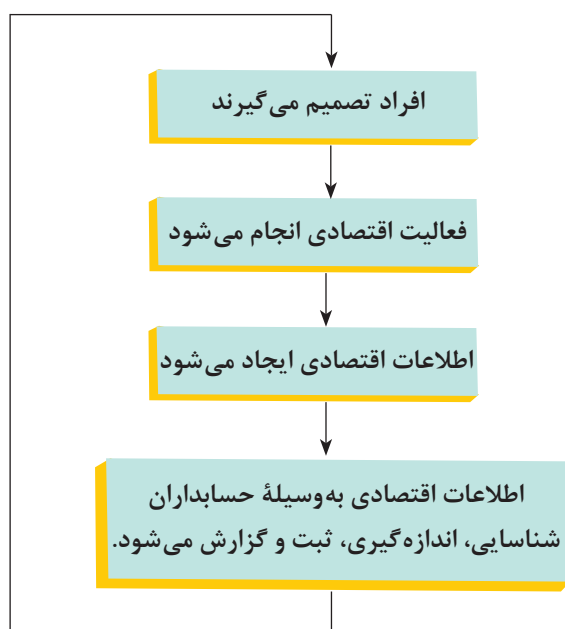 افراد تصمیم می‌گیرند
فعالیت اقتصادی انجام می‌شود
اطلاعات اقتصادی ایجاد می‌شود
اطلاعات اقتصادی به‌وسیلۀ حسابداران
شناسایی، اندازه‌گیری، ثبت و گزارش می‌شود.